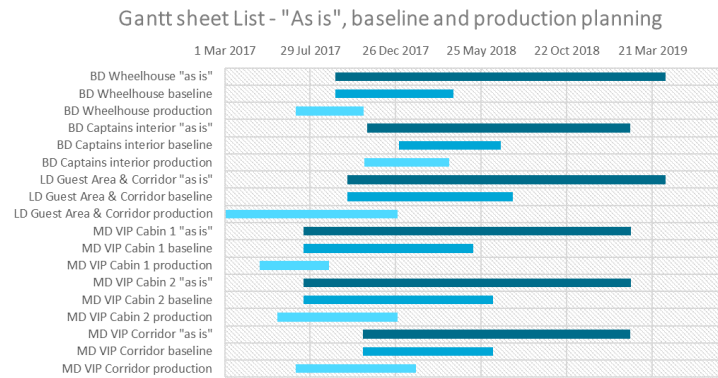 Gantt sheet List - "As is", baseline and production planning
1 Mar 2017 29 Jul 2017 26 Dec 2017 25 May 2018 22 Oct 2018 21 Mar 2019
BD Wheelhouse "as is"
BD Wheelhouse baseline
BD Wheelhouse production
BD Captains interior "as is"
BD Captains interior baseline
BD Captains interior production
LD Guest Area & Corridor "as is"
LD Guest Area & Corridor baseline
LD Guest Area & Corridor production
MD VIP Cabin 1 "as is"
MD VIP Cabin 1 baseline
MD VIP Cabin 1 production
MD VIP Cabin 2 "as is"
MD VIP Cabin 2 baseline
MD VIP Cabin 2 production
MD VIP Corridor "as is"
MD VIP Corridor baseline
MD VIP Corridor production